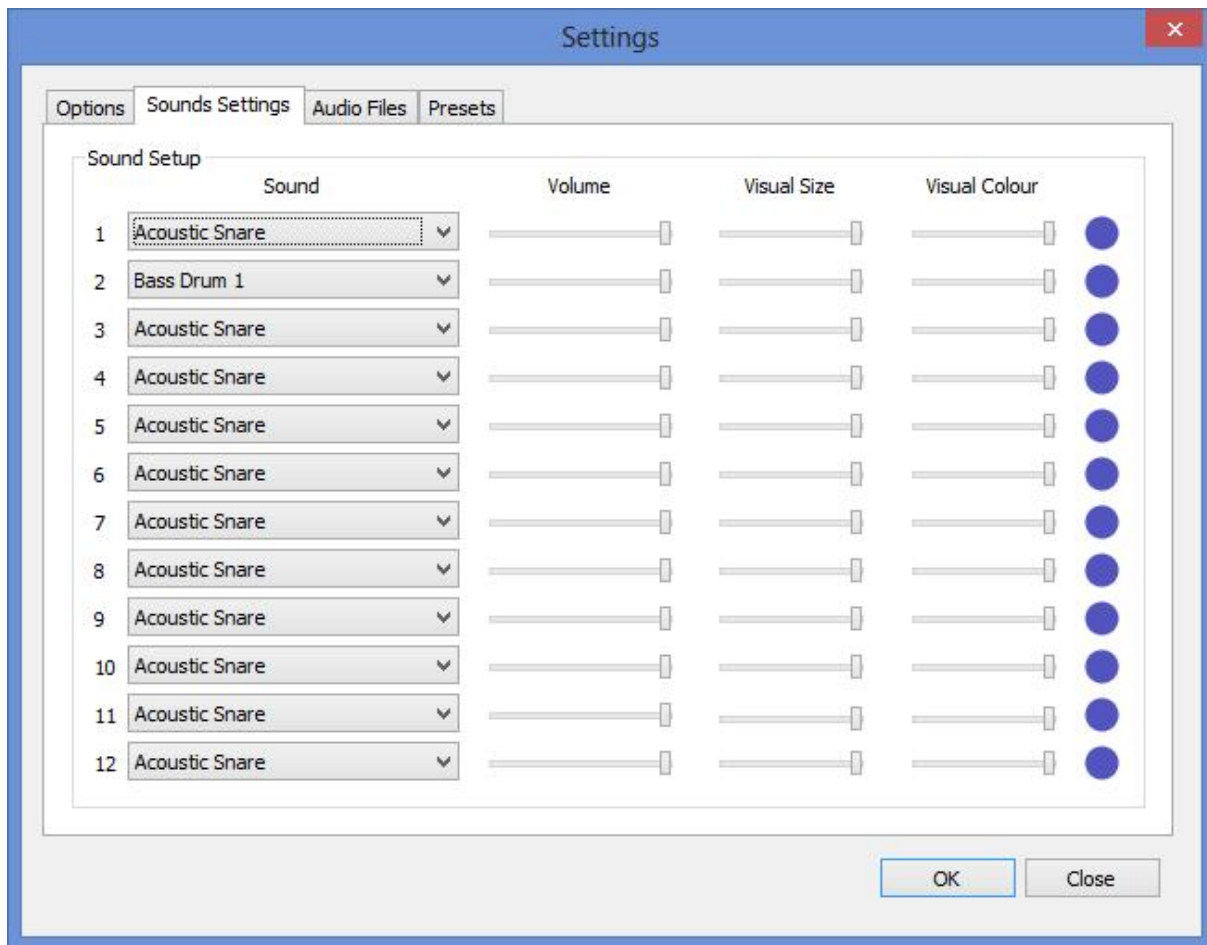 Settings
Options Sounds Settings Audio Files Presets
Sound Setup
Sound Volume Visual Size Visual Colour
1 Acoustic Snare
2 Bass Drum 1
3 Acoustic Snare
4 Acoustic Snare
5 Acoustic Snare
6 Acoustic Snare
7 Acoustic Snare
8 Acoustic Snare
9 Acoustic Snare
10 Acoustic Snare
11 Acoustic Snare
12 Acoustic Snare
OK Close